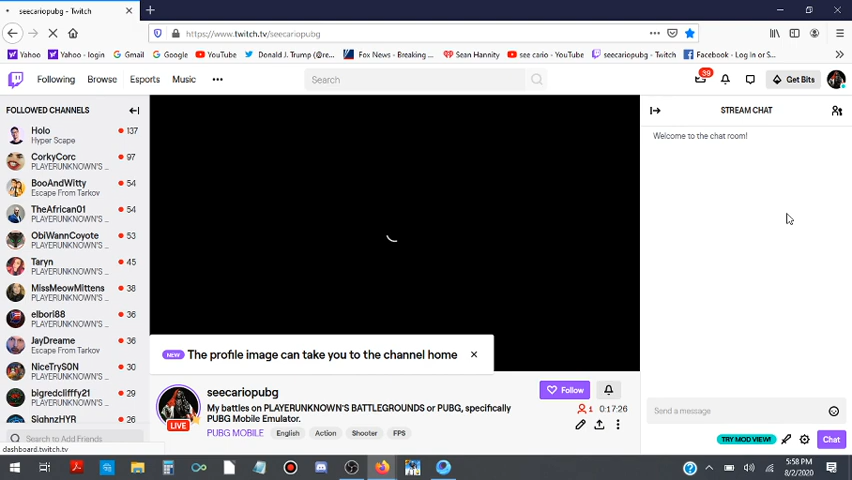 seecariopubg - Twitch
https://www.twitch.tv/seecariopubg
Yahoo Yahoo - login Gmail Google YouTube Donald J. Trump (@re... Fox News - Breaking ... Sean Hannity see cario - YouTube seecariopubg - Twitch Facebook - Log In or S...
Following Browse Esports Music Search 39 Get Bits
FOLLOWED CHANNELS
Holo 137
Hyper Scape
CorkyCorc 97
PLAYERUNKNOWN'S ...
BooAndWitty 54
Escape From Tarkov
TheAfrican01 54
PLAYERUNKNOWN'S ...
ObiWannCoyote 53
PLAYERUNKNOWN'S ...
Taryn 45
PLAYERUNKNOWN'S ...
MissMeowMittens 38
PLAYERUNKNOWN'S ...
elbori88 36
PLAYERUNKNOWN'S ...
JayDreame 36
Escape From Tarkov
NiceTryS0N 30
PLAYERUNKNOWN'S ...
bigredclifffy21 29
PLAYERUNKNOWN'S ...
SighnzHYR 26
Search to Add Friends
dashboard.twitch.tv
NEW The profile image can take you to the channel home
LIVE
seecariopubg
My battles on PLAYERUNKNOWN'S BATTLEGROUNDS or PUBG, specifically
PUBG Mobile Emulator.
PUBG MOBILE English Action Shooter FPS
Follow
1 0:17:26
STREAM CHAT
Welcome to the chat room!
Send a message
TRY MOD VIEW! Chat
5:58 PM
8/2/2020